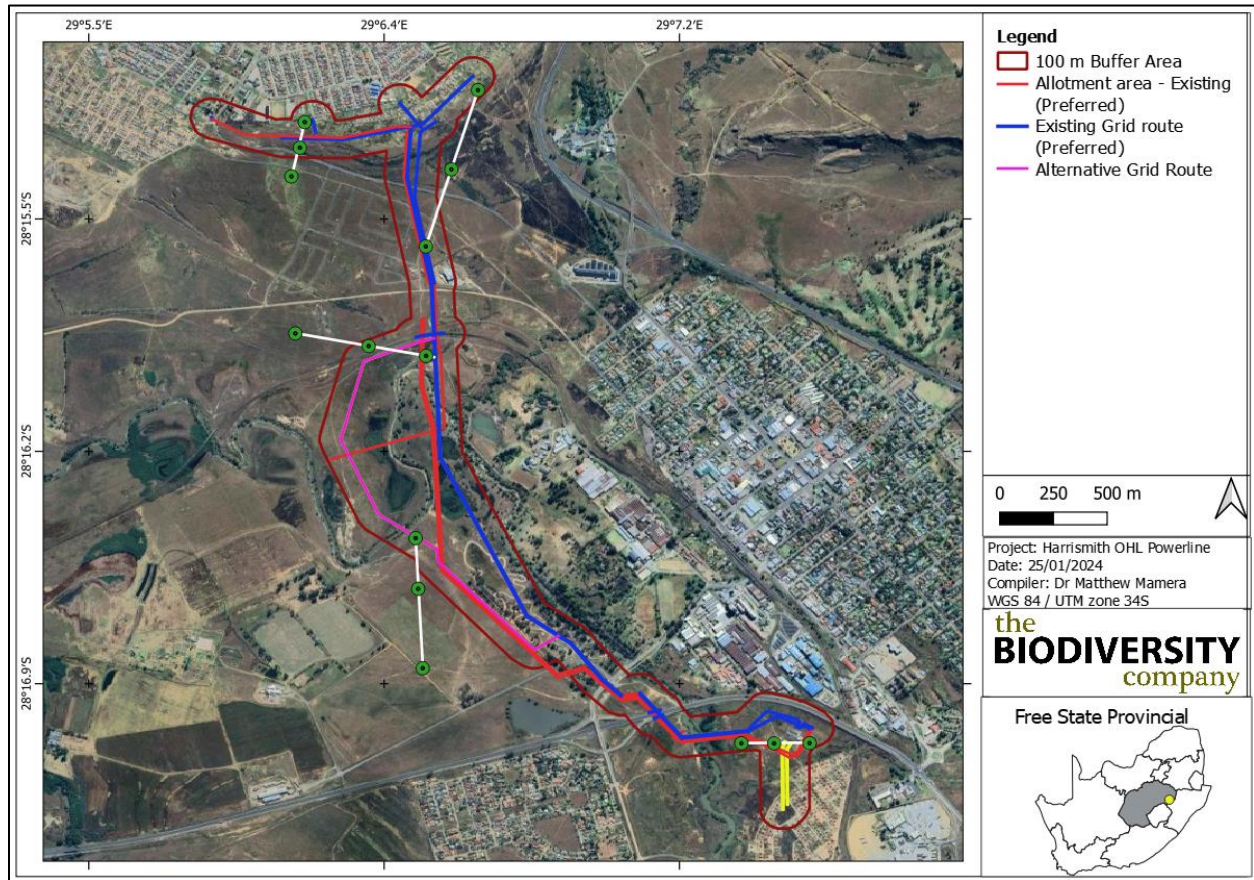 29°5.5'E 29°6.4'E 29°7.2'E
28°15.5'S
28°16.2'S
28°16.9'S
Legend
100 m Buffer Area
Allotment area - Existing
(Preferred)
Existing Grid route
(Preferred)
Alternative Grid Route
0 250 500 m
Project: Harrismith OHL Powerline
Date: 25/01/2024
Compiler: Dr Matthew Mamera
WGS 84 / UTM zone 34S
the
BIODIVERSITY
company
Free State Provincial